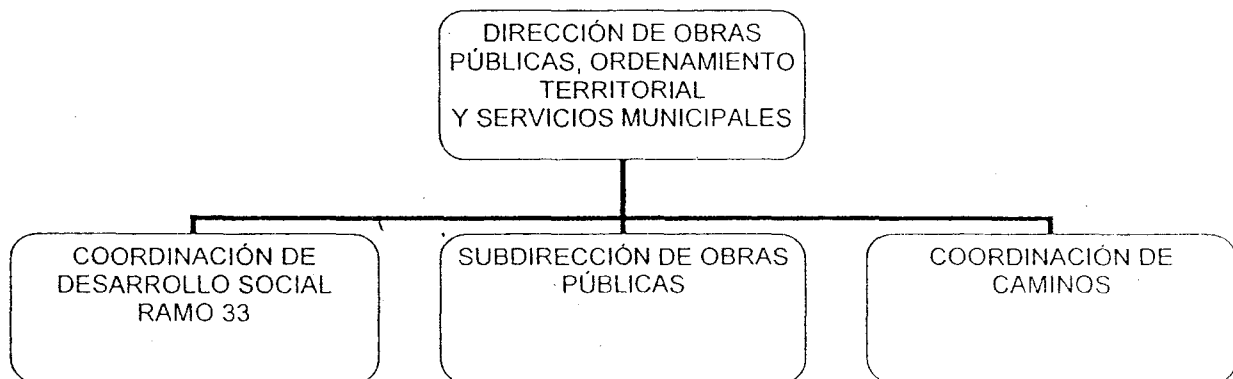 DIRECCIÓN DE OBRAS
PÚBLICAS, ORDENAMIENTO
TERRITORIAL
Y SERVICIOS MUNICIPALES
COORDINACIÓN DE
DESARROLLO SOCIAL
RAMO 33
SUBDIRECCIÓN DE OBRAS
PÚBLICAS
COORDINACIÓN DE
CAMINOS